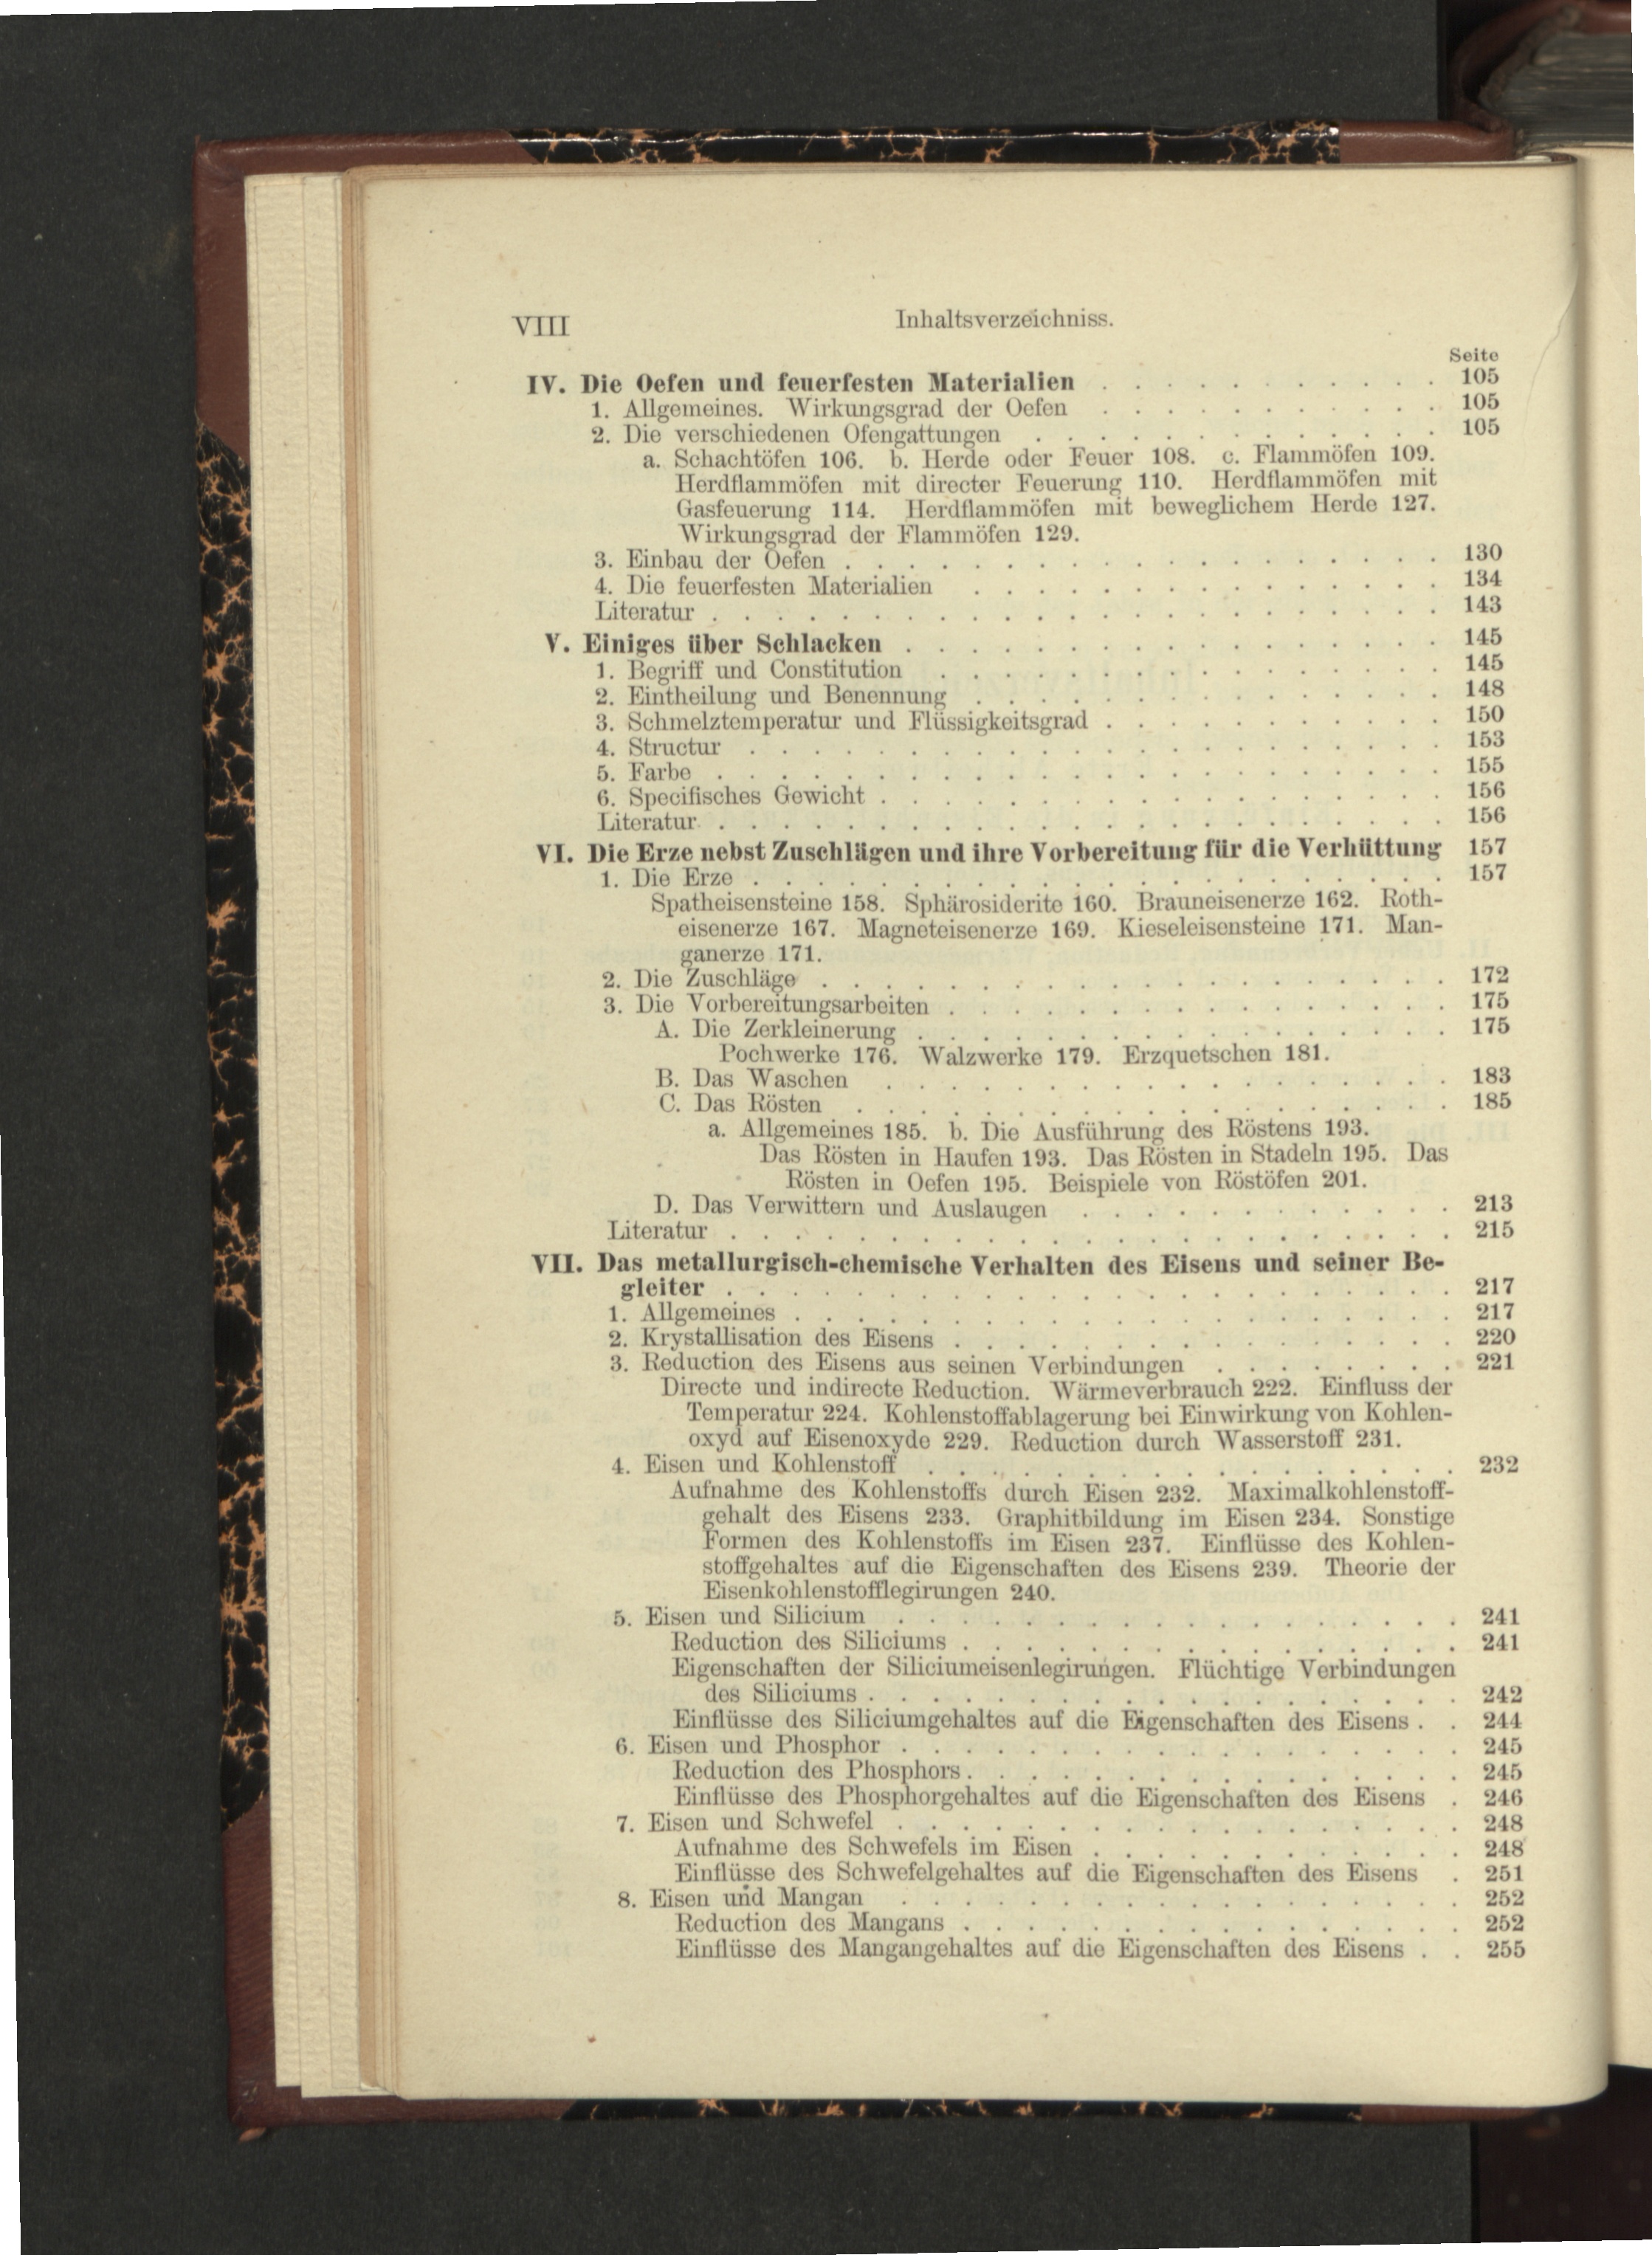 VIII Inhaltsverzeichniss.
Seite
IV. Die Oefen und feuerfesten Materialien . . . . . . . . . . . 105
1. Allgemeines. Wirkungsgrad der Oefen . . . . . . . . . . . 105
2. Die verschiedenen Ofengattungen . . . . . . . . . . . . . 105
a. Schachtöfen 106. b. Herde oder Feuer 108. c. Flammöfen 109.
Herdflammöfen mit directer Feuerung 110. Herdflammöfen mit
Gasfeuerung 114. Herdflammöfen mit beweglichem Herde 127.
Wirkungsgrad der Flammöfen 129.
3. Einbau der Oefen . . . . . . . . . . . . . . . . . . . 130
4. Die feuerfesten Materialien . . . . . . . . . . . . . . . 134
Literatur . . . . . . . . . . . . . . . . . . . . . . . 143
V. Einiges über Schlacken . . . . . . . . . . . . . . . . . 145
1. Begriff und Constitution . . . . . . . . . . . . . . . . 145
2. Eintheilung und Benennung . . . . . . . . . . . . . . . 148
3. Schmelztemperatur und Flüssigkeitsgrad . . . . . . . . . . . 150
4. Structur . . . . . . . . . . . . . . . . . . . . . . 153
5. Farbe . . . . . . . . . . . . . . . . . . . . . . . 155
6. Specifisches Gewicht . . . . . . . . . . . . . . . . . . 156
Literatur . . . . . . . . . . . . . . . . . . . . . . . 156
VI. Die Erze nebst Zuschlägen und ihre Vorbereitung für die Verhüttung 157
1. Die Erze . . . . . . . . . . . . . . . . . . . . . . 157
Spatheisensteine 158. Sphärosiderite 160. Brauneisenerze 162. Roth-
eisenerze 167. Magneteisenerze 169. Kieseleisensteine 171. Man-
ganerze 171.
2. Die Zuschläge . . . . . . . . . . . . . . . . . . . . 172
3. Die Vorbereitungsarbeiten . . . . . . . . . . . . . . . . 175
A. Die Zerkleinerung . . . . . . . . . . . . . . . . . 175
Pochwerke 176. Walzwerke 179. Erzquetschen 181.
B. Das Waschen . . . . . . . . . . . . . . . . . . 183
C. Das Rösten . . . . . . . . . . . . . . . . . . . 185
a. Allgemeines 185. b. Die Ausführung des Röstens 193.
Das Rösten in Haufen 193. Das Rösten in Stadeln 195. Das
Rösten in Oefen 195. Beispiele von Röstöfen 201.
D. Das Verwittern und Auslaugen . . . . . . . . . . . . 213
Literatur . . . . . . . . . . . . . . . . . . . . . . . 215
VII. Das metallurgisch-chemische Verhalten des Eisens und seiner Be-
gleiter . . . . . . . . . . . . . . . . . . . . . . . 217
1. Allgemeines . . . . . . . . . . . . . . . . . . . . . 217
2. Krystallisation des Eisens . . . . . . . . . . . . . . . . 220
3. Reduction des Eisens aus seinen Verbindungen . . . . . . . . 221
Directe und indirecte Reduction. Wärmeverbrauch 222. Einfluss der
Temperatur 224. Kohlenstoffablagerung bei Einwirkung von Kohlen-
oxyd auf Eisenoxyde 229. Reduction durch Wasserstoff 231.
4. Eisen und Kohlenstoff . . . . . . . . . . . . . . . . . 232
Aufnahme des Kohlenstoffs durch Eisen 232. Maximalkohlenstoff-
gehalt des Eisens 233. Graphitbildung im Eisen 234. Sonstige
Formen des Kohlenstoffs im Eisen 237. Einflüsse des Kohlen-
stoffgehaltes auf die Eigenschaften des Eisens 239. Theorie der
Eisenkohlenstofflegirungen 240.
5. Eisen und Silicium . . . . . . . . . . . . . . . . . . 241
Reduction des Siliciums . . . . . . . . . . . . . . . . 241
Eigenschaften der Siliciumeisenlegirungen. Flüchtige Verbindungen
des Siliciums . . . . . . . . . . . . . . . . . . . 242
Einflüsse des Siliciumgehaltes auf die Eigenschaften des Eisens . . 244
6. Eisen und Phosphor . . . . . . . . . . . . . . . . . . 245
Reduction des Phosphors . . . . . . . . . . . . . . . . 245
Einflüsse des Phosphorgehaltes auf die Eigenschaften des Eisens . 246
7. Eisen und Schwefel . . . . . . . . . . . . . . . . . . 248
Aufnahme des Schwefels im Eisen . . . . . . . . . . . . 248
Einflüsse des Schwefelgehaltes auf die Eigenschaften des Eisens . 251
8. Eisen und Mangan . . . . . . . . . . . . . . . . . . 252
Reduction des Mangans . . . . . . . . . . . . . . . . 252
Einflüsse des Mangangehaltes auf die Eigenschaften des Eisens . . 255